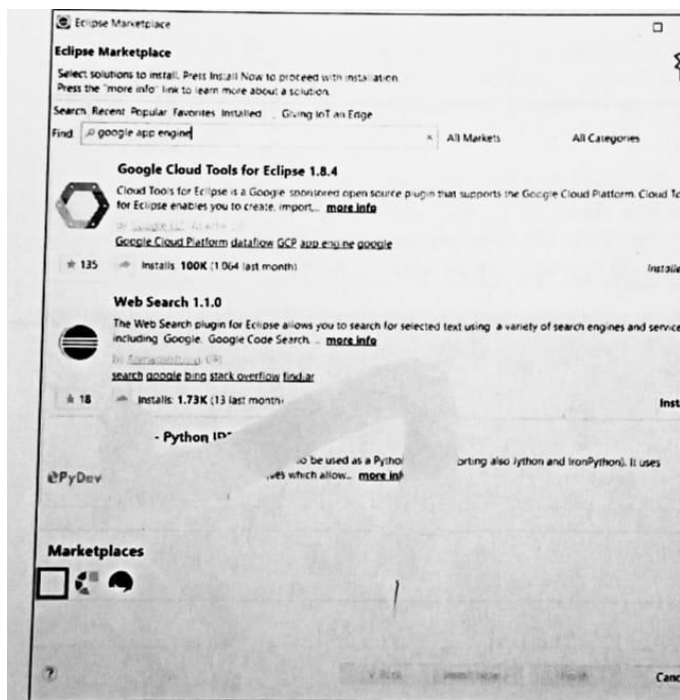 Eclipse Marketplace
Eclipse Marketplace
Select solutions to install. Press Install Now to proceed with installation.
Press the "more info" link to learn more about a solution.
Search Recent Popular Favorites Installed Giving IoT an Edge
Find google app engine × All Markets All Categories
Google Cloud Tools for Eclipse 1.8.4
Cloud Tools for Eclipse is a Google sponsored open source plugin that supports the Google Cloud Platform. Cloud To
for Eclipse enables you to create, import... more info
Google Cloud Platform dataflow GCP app engine google
135 Installs: 100K (1,064 last month) Installe
Web Search 1.1.0
The Web Search plugin for Eclipse allows you to search for selected text using a variety of search engines and service
including Google, Google Code Search... more info
search google bing stack overflow find.ar
18 Installs: 1.73K (13 last month Inst
- Python
o be used as a Pytho orting also Jython and IronPython). It uses
es which allow... more inf
PyDev
Marketplaces
?
Canc